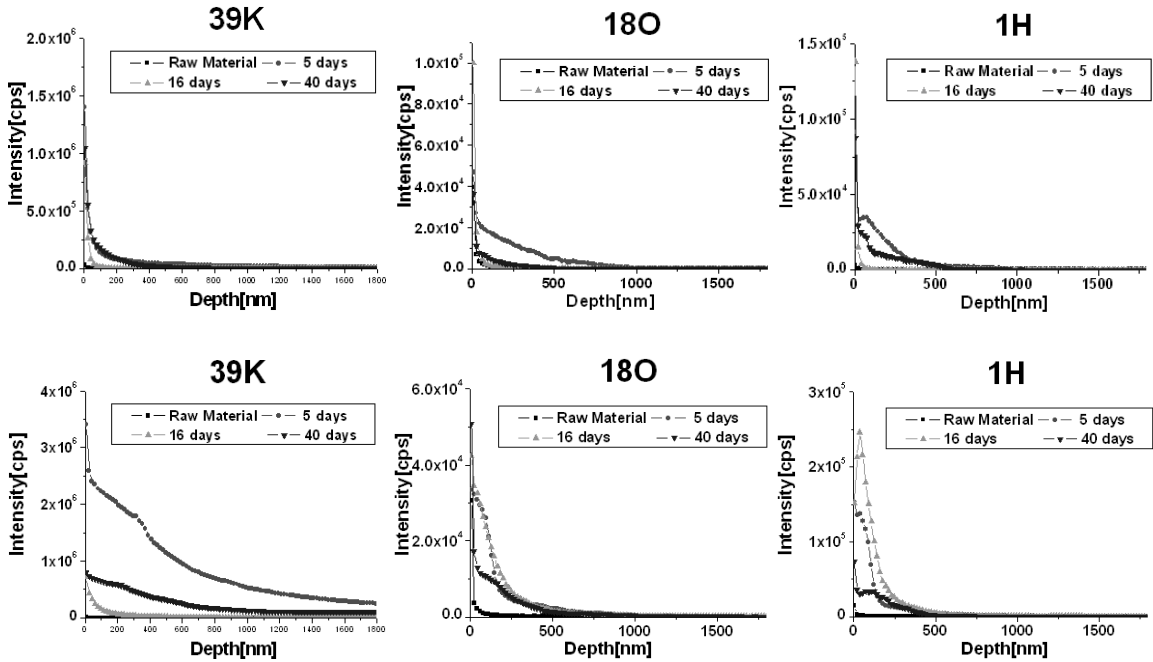 39K
Intensity[cps]
2.0x10⁶
1.5x10⁶
1.0x10⁶
5.0x10⁵
0.0
Raw Material 5 days
16 days 40 days
0 200 400 600 800 1000 1200 1400 1600 1800
Depth[nm]
18O
Intensity[cps]
1.0x10⁵
8.0x10⁴
6.0x10⁴
4.0x10⁴
2.0x10⁴
0.0
Raw Material 5 days
16 days 40 days
0 500 1000 1500
Depth[nm]
1H
Intensity[cps]
1.5x10⁵
1.0x10⁵
5.0x10⁴
0.0
Raw Material 5 days
16 days 40 days
0 500 1000 1500
Depth[nm]
39K
Intensity[cps]
4x10⁶
3x10⁶
2x10⁶
1x10⁶
0
Raw Material 5 days
16 days 40 days
0 200 400 600 800 1000 1200 1400 1600 1800
Depth[nm]
18O
Intensity[cps]
6.0x10⁴
4.0x10⁴
2.0x10⁴
0.0
Raw Material 5 days
16 days 40 days
0 500 1000 1500
Depth[nm]
1H
Intensity[cps]
3x10⁵
2x10⁵
1x10⁵
0
Raw Material 5 days
16 days 40 days
0 500 1000 1500
Depth[nm]